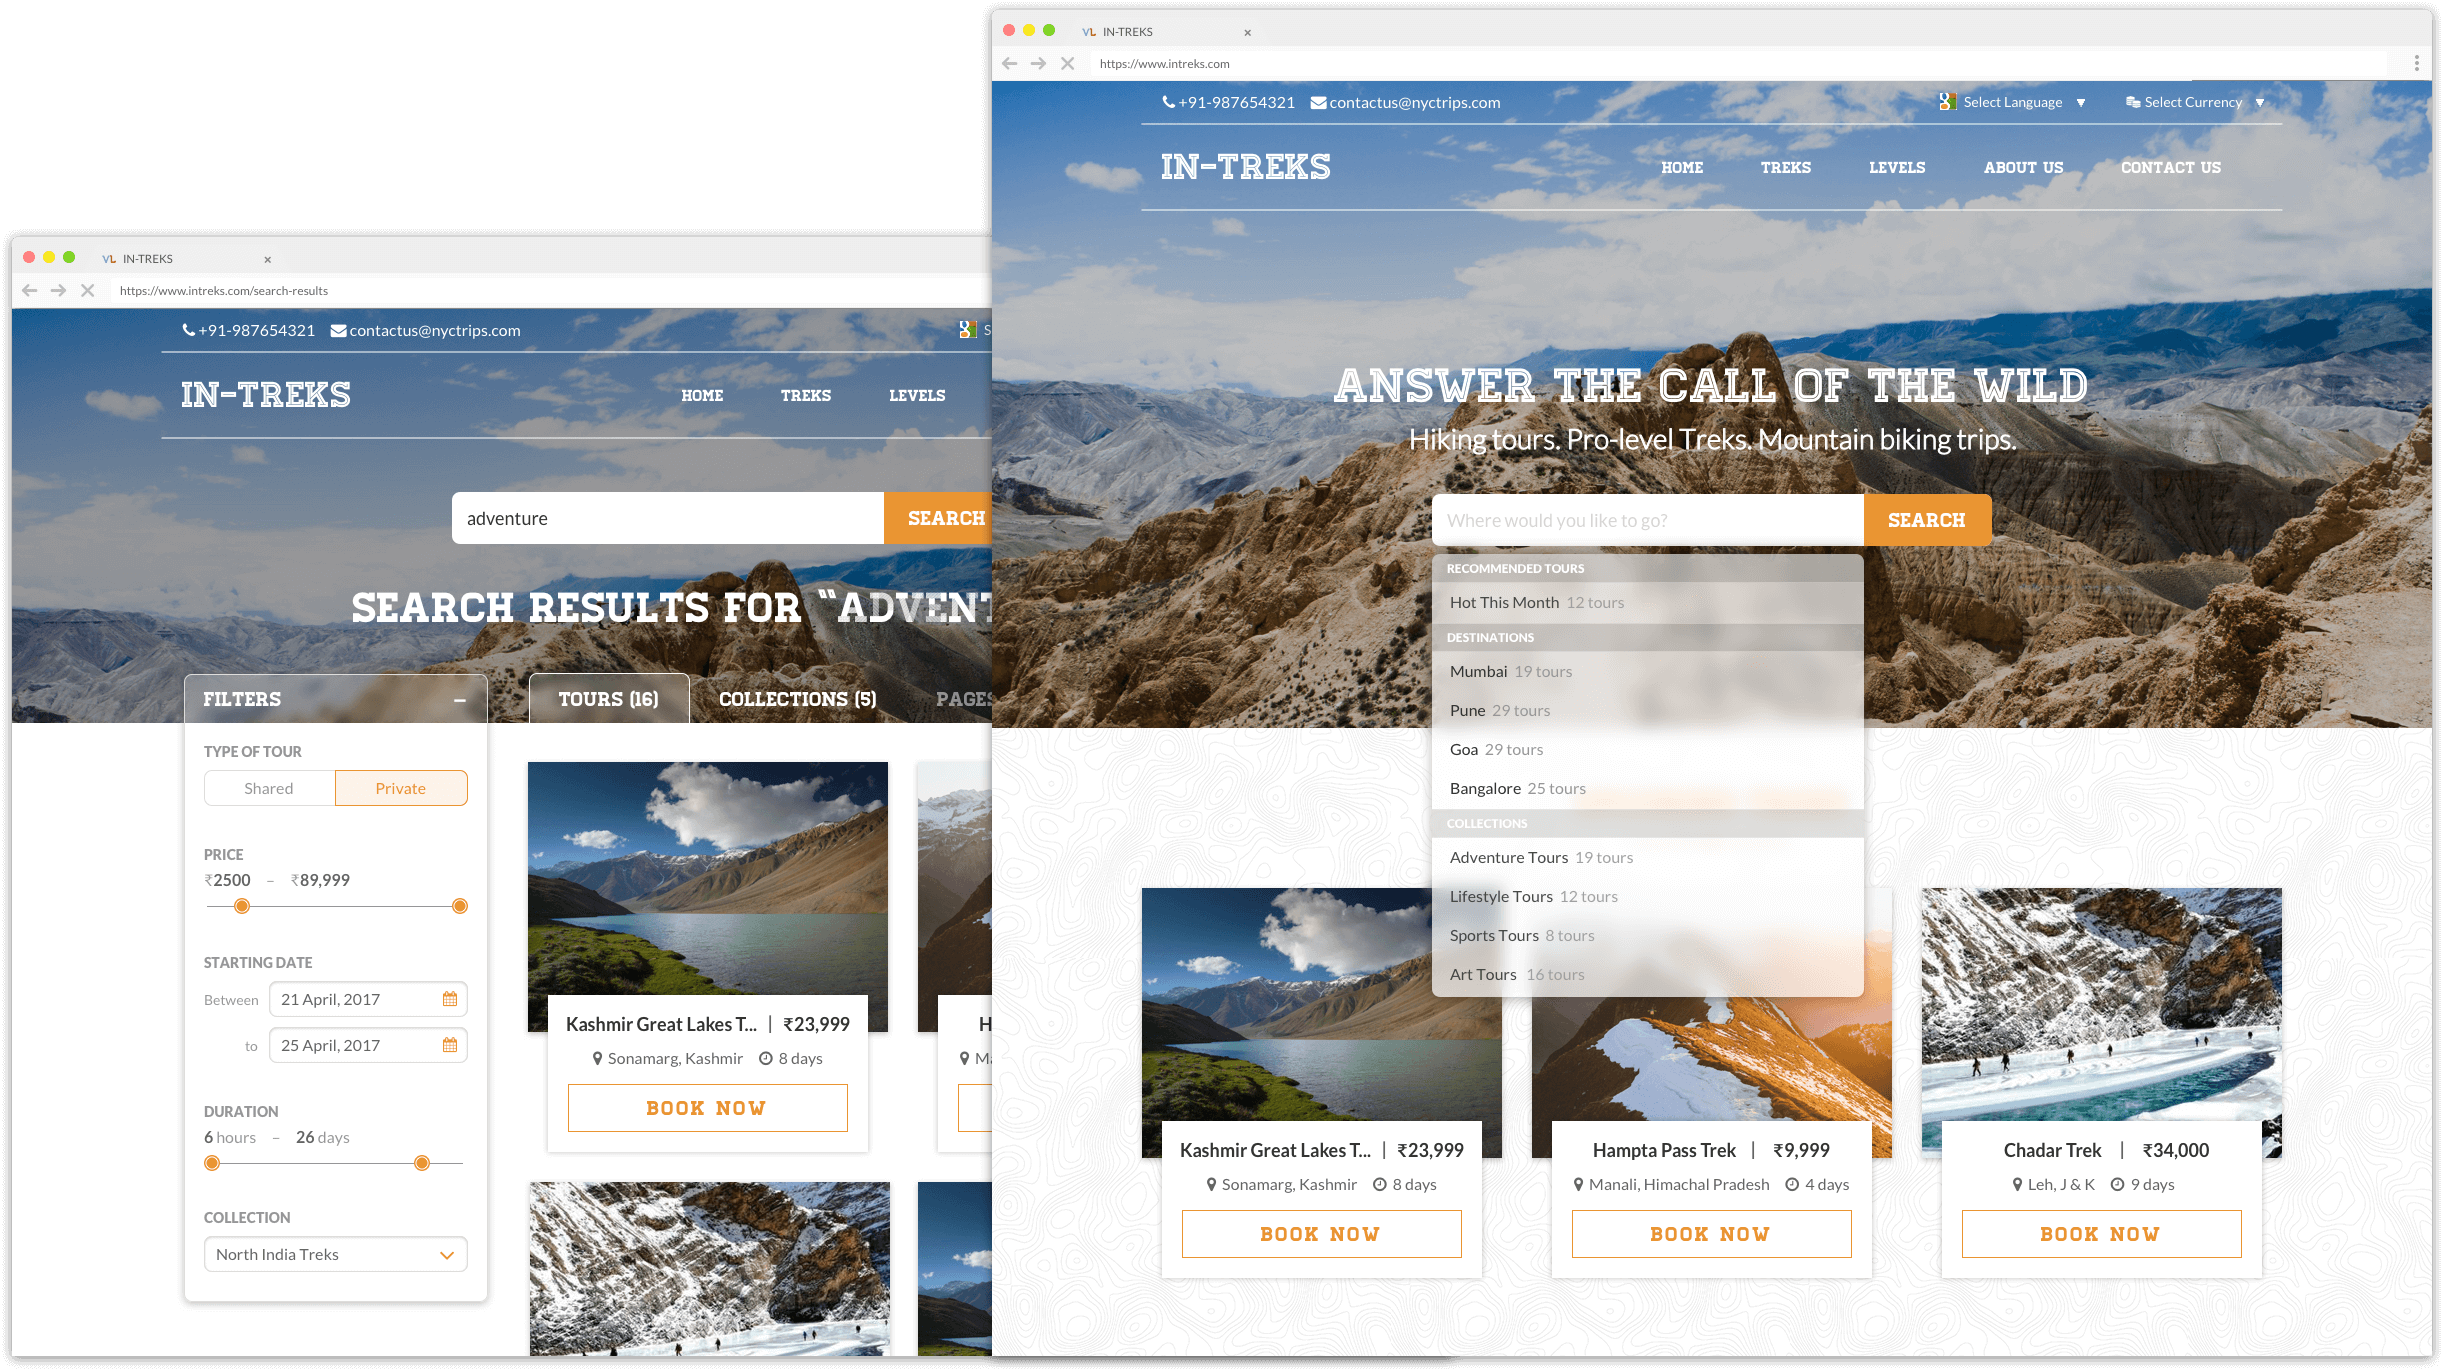 IN-TREKS
https://www.intreks.com
+91-987654321 contactus@nyctrips.com Select Language Select Currency
IN-TREKS HOME TREKS LEVELS ABOUT US CONTACT US
ANSWER THE CALL OF THE WILD
Hiking tours. Pro-level Treks. Mountain biking trips.
Where would you like to go? SEARCH
RECOMMENDED TOURS
Hot This Month 12 tours
DESTINATIONS
Mumbai 19 tours
Pune 29 tours
Goa 29 tours
Bangalore 25 tours
COLLECTIONS
Adventure Tours 19 tours
Lifestyle Tours 12 tours
Sports Tours 8 tours
Art Tours 16 tours
Kashmir Great Lakes T... | ₹23,999
Sonamarg, Kashmir 8 days
BOOK NOW
Hampta Pass Trek | ₹9,999
Manali, Himachal Pradesh 4 days
BOOK NOW
Chadar Trek | ₹34,000
Leh, J & K 9 days
BOOK NOW
IN-TREKS
https://www.intreks.com/search-results
+91-987654321 contactus@nyctrips.com S
IN-TREKS HOME TREKS LEVELS
adventure SEARCH
SEARCH RESULTS FOR “ADVENT
FILTERS –
TOURS (16) COLLECTIONS (5) PAGES
TYPE OF TOUR
Shared Private
PRICE
₹2500 – ₹89,999
STARTING DATE
Between 21 April, 2017
to 25 April, 2017
DURATION
6 hours – 26 days
COLLECTION
North India Treks
Kashmir Great Lakes T... | ₹23,999
Sonamarg, Kashmir 8 days
BOOK NOW
H
Ma